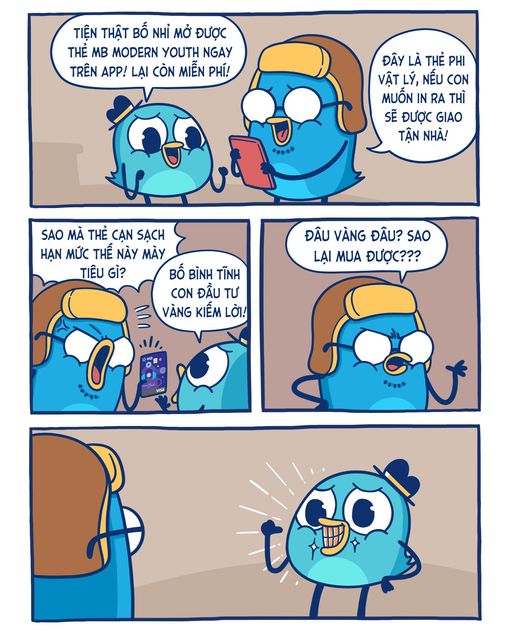 TIỆN THẬT BỐ NHỈ MỞ ĐƯỢC
THẺ MB MODERN YOUTH NGAY
TRÊN APP! LẠI CÒN MIỄN PHÍ!
ĐÂY LÀ THẺ PHI
VẬT LÝ, NẾU CON
MUỐN IN RA THÌ
SẼ ĐƯỢC GIAO
TẬN NHÀ!
SAO MÀ THẺ CẠN SẠCH
HẠN MỨC THẾ NÀY MÀY
TIÊU GÌ?
BỐ BÌNH TĨNH
CON ĐẦU TƯ
VÀNG KIẾM LỜI!
VISA
ĐÂU VÀNG ĐÂU? SAO
LẠI MUA ĐƯỢC???